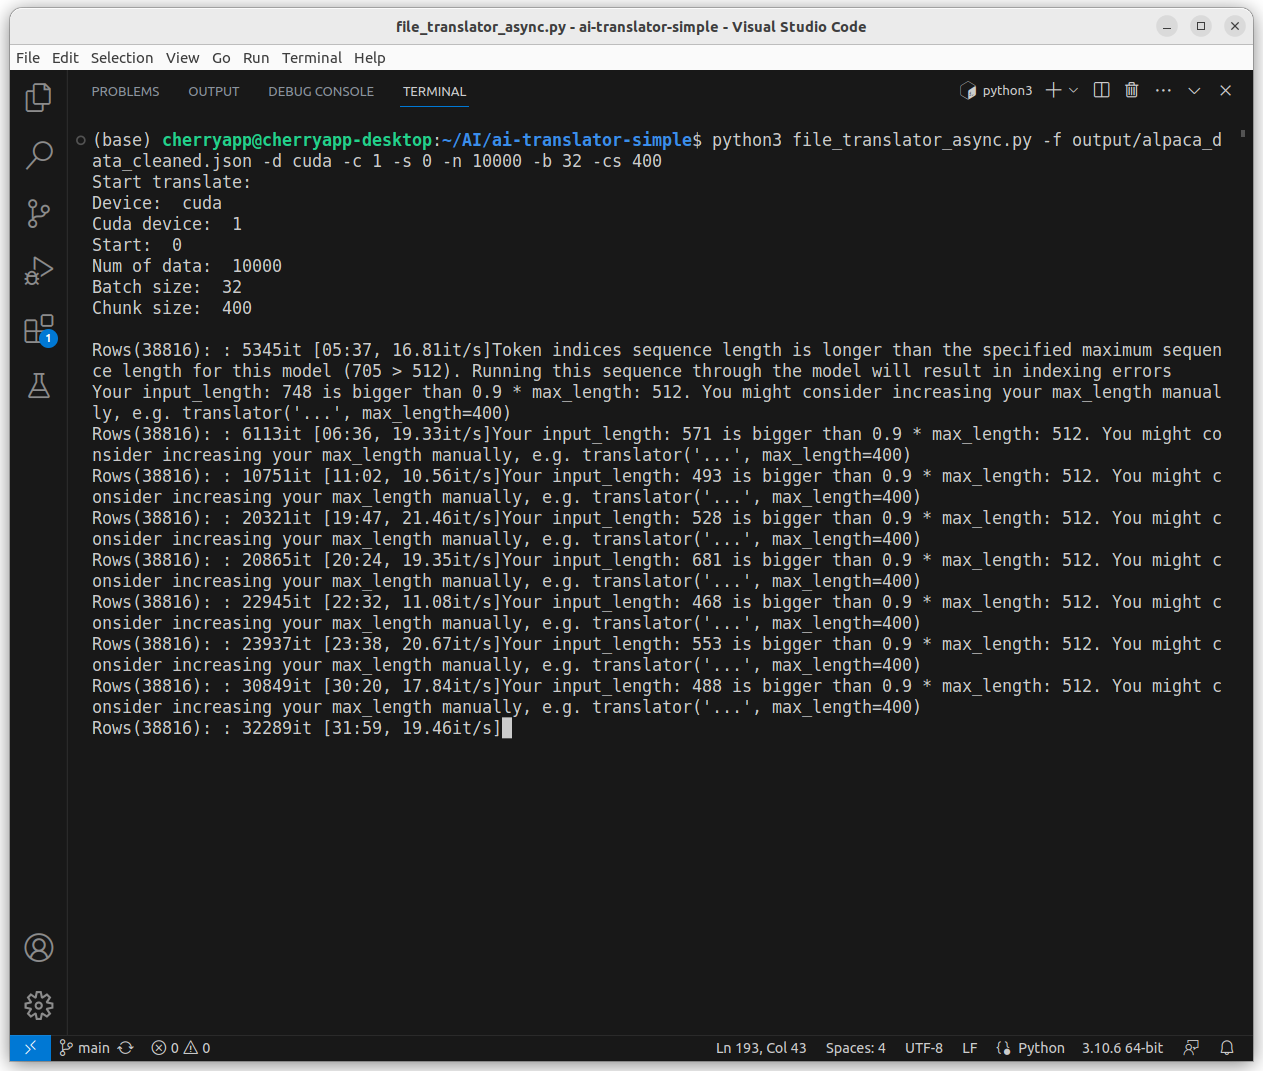 file_translator_async.py - ai-translator-simple - Visual Studio Code
File Edit Selection View Go Run Terminal Help
PROBLEMS OUTPUT DEBUG CONSOLE TERMINAL python3
(base) cherryapp@cherryapp-desktop:~/AI/ai-translator-simple$ python3 file_translator_async.py -f output/alpaca_d
ata_cleaned.json -d cuda -c 1 -s 0 -n 10000 -b 32 -cs 400
Start translate:
Device:  cuda
Cuda device:  1
Start:  0
Num of data:  10000
Batch size:  32
Chunk size:  400
1
Rows(38816): : 5345it [05:37, 16.81it/s]Token indices sequence length is longer than the specified maximum sequen
ce length for this model (705 > 512). Running this sequence through the model will result in indexing errors
Your input_length: 748 is bigger than 0.9 * max_length: 512. You might consider increasing your max_length manual
ly, e.g. translator('...', max_length=400)
Rows(38816): : 6113it [06:36, 19.33it/s]Your input_length: 571 is bigger than 0.9 * max_length: 512. You might co
nsider increasing your max_length manually, e.g. translator('...', max_length=400)
Rows(38816): : 10751it [11:02, 10.56it/s]Your input_length: 493 is bigger than 0.9 * max_length: 512. You might c
onsider increasing your max_length manually, e.g. translator('...', max_length=400)
Rows(38816): : 20321it [19:47, 21.46it/s]Your input_length: 528 is bigger than 0.9 * max_length: 512. You might c
onsider increasing your max_length manually, e.g. translator('...', max_length=400)
Rows(38816): : 20865it [20:24, 19.35it/s]Your input_length: 681 is bigger than 0.9 * max_length: 512. You might c
onsider increasing your max_length manually, e.g. translator('...', max_length=400)
Rows(38816): : 22945it [22:32, 11.08it/s]Your input_length: 468 is bigger than 0.9 * max_length: 512. You might c
onsider increasing your max_length manually, e.g. translator('...', max_length=400)
Rows(38816): : 23937it [23:38, 20.67it/s]Your input_length: 553 is bigger than 0.9 * max_length: 512. You might c
onsider increasing your max_length manually, e.g. translator('...', max_length=400)
Rows(38816): : 30849it [30:20, 17.84it/s]Your input_length: 488 is bigger than 0.9 * max_length: 512. You might c
onsider increasing your max_length manually, e.g. translator('...', max_length=400)
Rows(38816): : 32289it [31:59, 19.46it/s]
main 0 0 Ln 193, Col 43 Spaces: 4 UTF-8 LF Python 3.10.6 64-bit